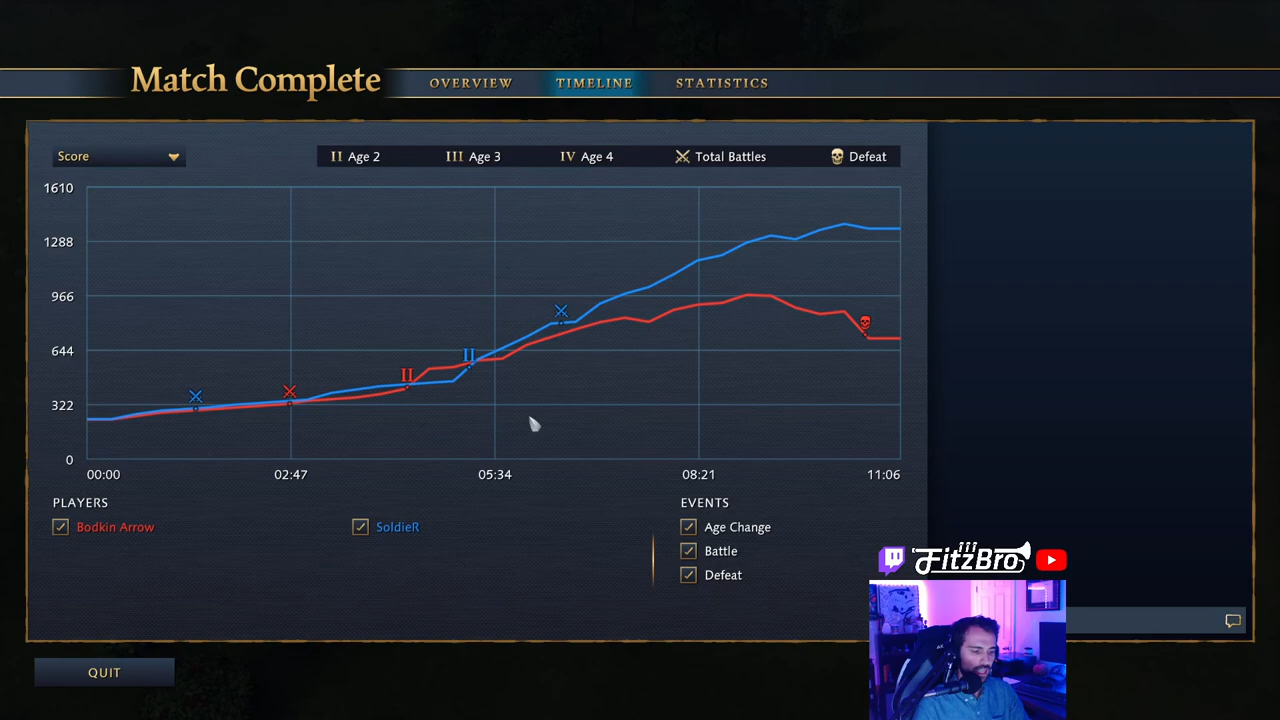 Match Complete
OVERVIEW
TIMELINE
STATISTICS
Score
II Age 2
III Age 3
IV Age 4
Total Battles
Defeat
1610
1288
966
644
322
0
II
II
00:00
02:47
05:34
08:21
11:06
PLAYERS
EVENTS
Bodkin Arrow
SoldieR
Age Change
Battle
Defeat
FitzBro
QUIT